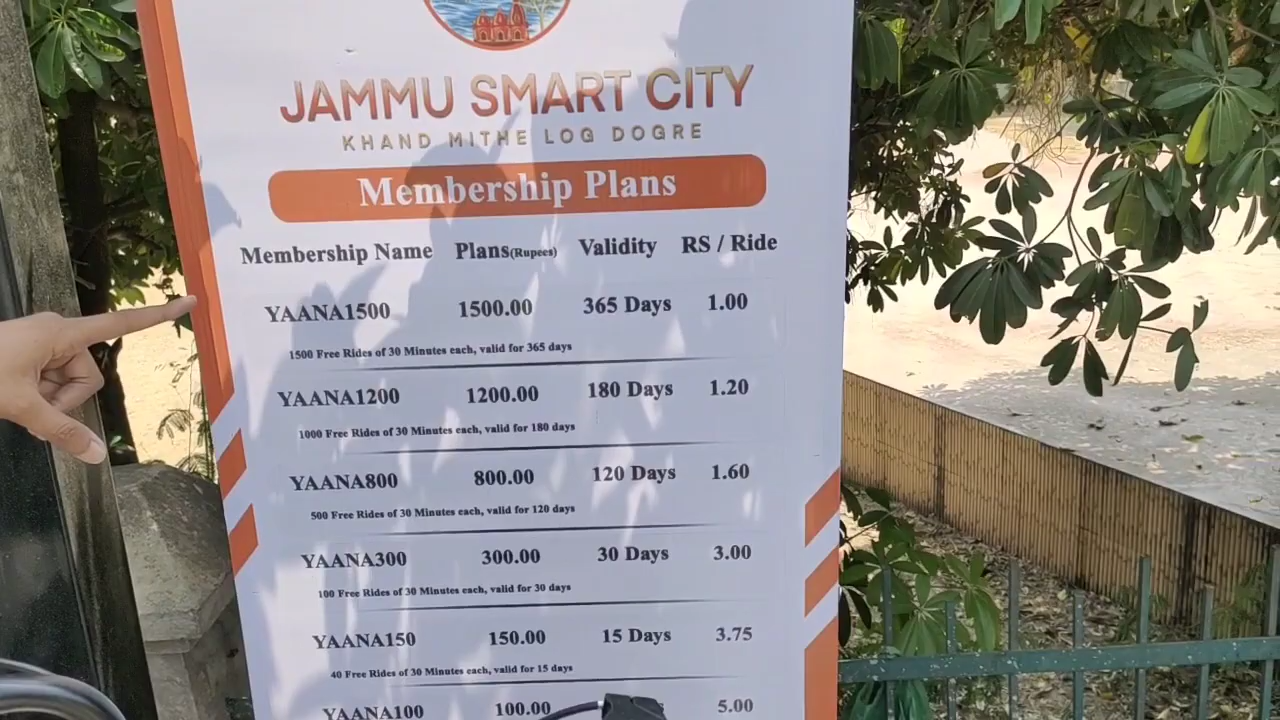 JAMMU SMART CITY
KHAND MITHE LOG DOGRE
Membership Plans
Membership Name Plans(Rupees) Validity RS / Ride
YAANA1500 1500.00 365 Days 1.00
1500 Free Rides of 30 Minutes each, valid for 365 days
YAANA1200 1200.00 180 Days 1.20
1000 Free Rides of 30 Minutes each, valid for 180 days
YAANA800 800.00 120 Days 1.60
500 Free Rides of 30 Minutes each, valid for 120 days
YAANA300 300.00 30 Days 3.00
100 Free Rides of 30 Minutes each, valid for 30 days
YAANA150 150.00 15 Days 3.75
40 Free Rides of 30 Minutes each, valid for 15 days
YAANA100 100.00 5.00